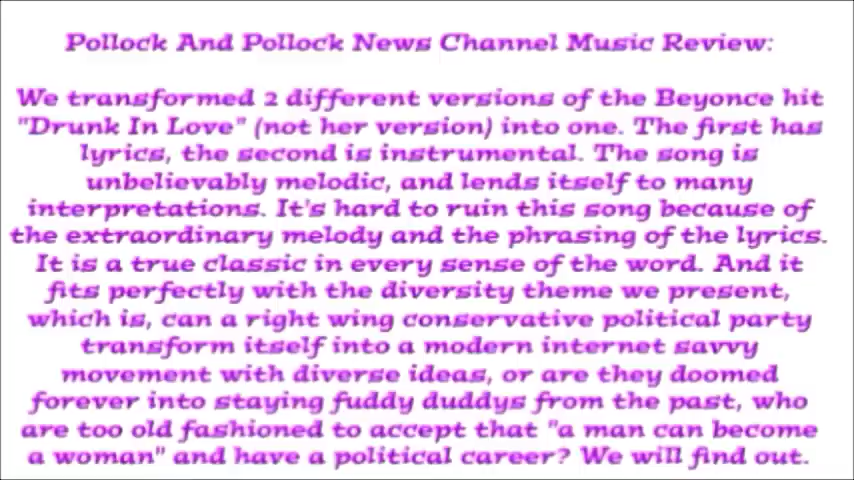 Pollock And Pollock News Channel Music Review:
We transformed 2 different versions of the Beyonce hit
"Drunk In Love" (not her version) into one. The first has
lyrics, the second is instrumental. The song is
unbelievably melodic, and lends itself to many
interpretations. It's hard to ruin this song because of
the extraordinary melody and the phrasing of the lyrics.
It is a true classic in every sense of the word. And it
fits perfectly with the diversity theme we present,
which is, can a right wing conservative political party
transform itself into a modern internet savvy
movement with diverse ideas, or are they doomed
forever into staying fuddy duddys from the past, who
are too old fashioned to accept that "a man can become
a woman" and have a political career? We will find out.